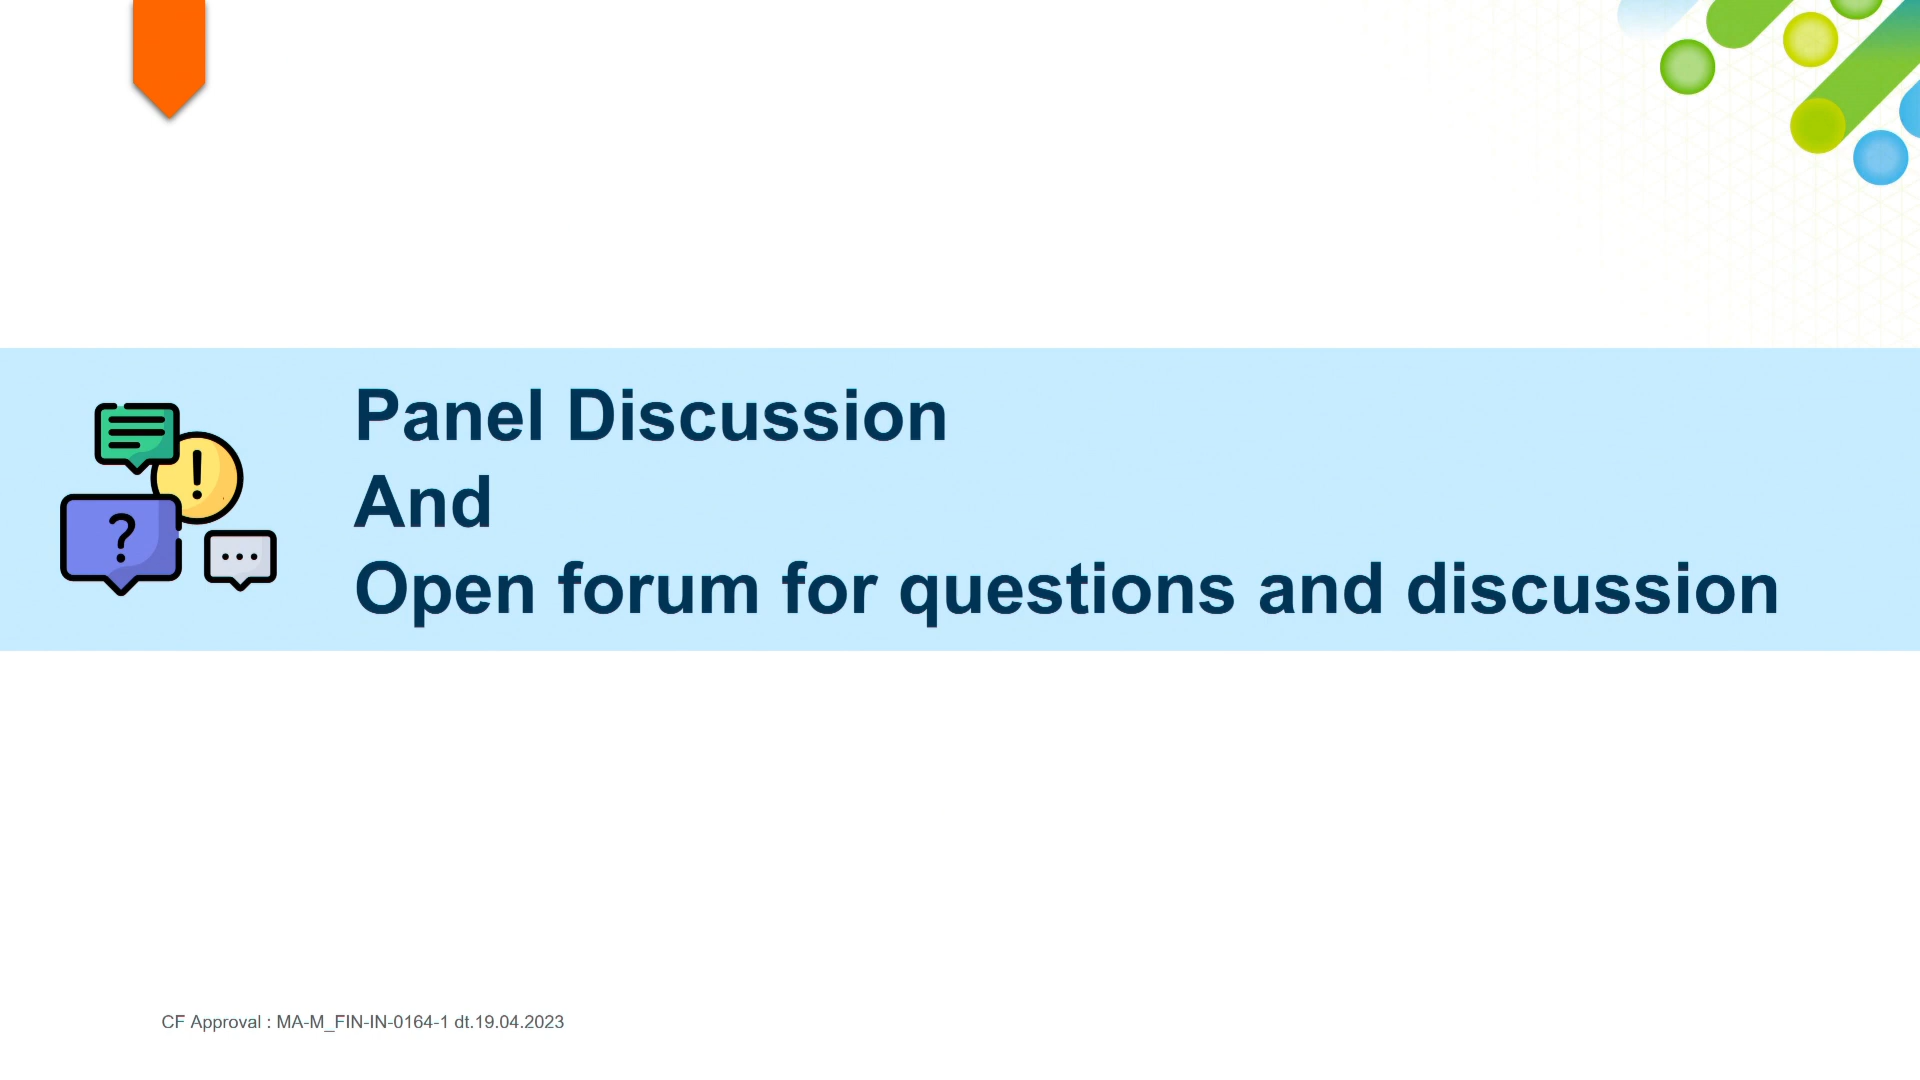 Panel Discussion
And
Open forum for questions and discussion
CF Approval : MA-M_FIN-IN-0164-1 dt.19.04.2023